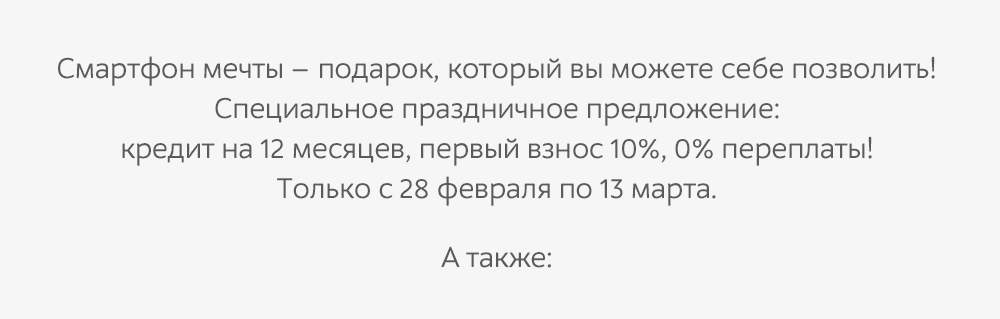 Смартфон мечты – подарок, который вы можете себе позволить!
Специальное праздничное предложение:
кредит на 12 месяцев, первый взнос 10%, 0% переплаты!
Только с 28 февраля по 13 марта.
А также: